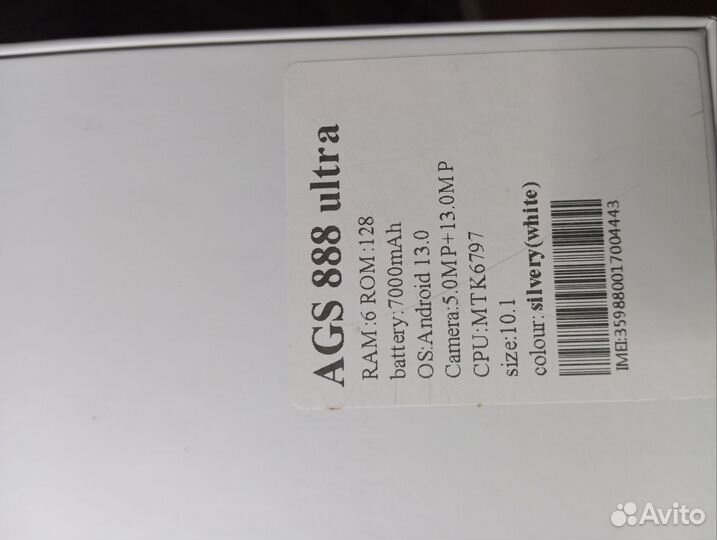 AGS 888 ultra
RAM:6 ROM:128
battery:7000mAh
OS:Android 13.0
Camera:5.0MP+13.0MP
CPU:MTK6797
size:10.1
colour: silvery(white)
IMEI:359880017004443
Avito